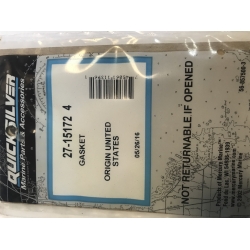 QUICKSILVER
Marine Parts & Accessories
27-15172 4
GASKET
ORIGIN UNITED
STATES
05/26/16
NOT RETURNABLE IF OPENED